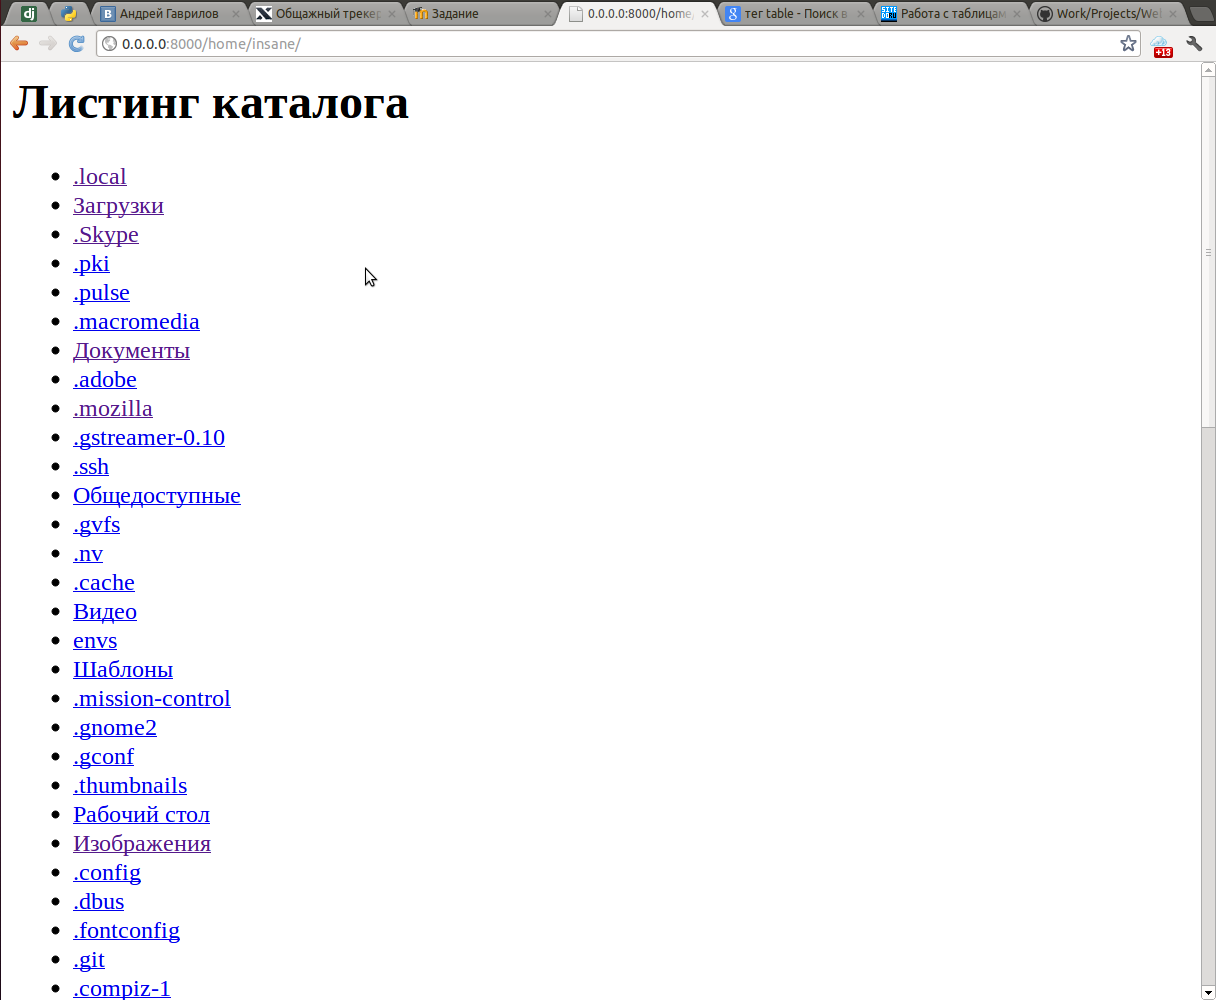 dj
Андрей Гаврилов
Общажный трекер
Задание
0.0.0.0:8000/home/
тег table - Поиск в
Работа с таблицам
Work/Projects/Wel
0.0.0.0:8000/home/insane/
+13
Листинг каталога
.local
Загрузки
.Skype
.pki
.pulse
.macromedia
Документы
.adobe
.mozilla
.gstreamer-0.10
.ssh
Общедоступные
.gvfs
.nv
.cache
Видео
envs
Шаблоны
.mission-control
.gnome2
.gconf
.thumbnails
Рабочий стол
Изображения
.config
.dbus
.fontconfig
.git
.compiz-1